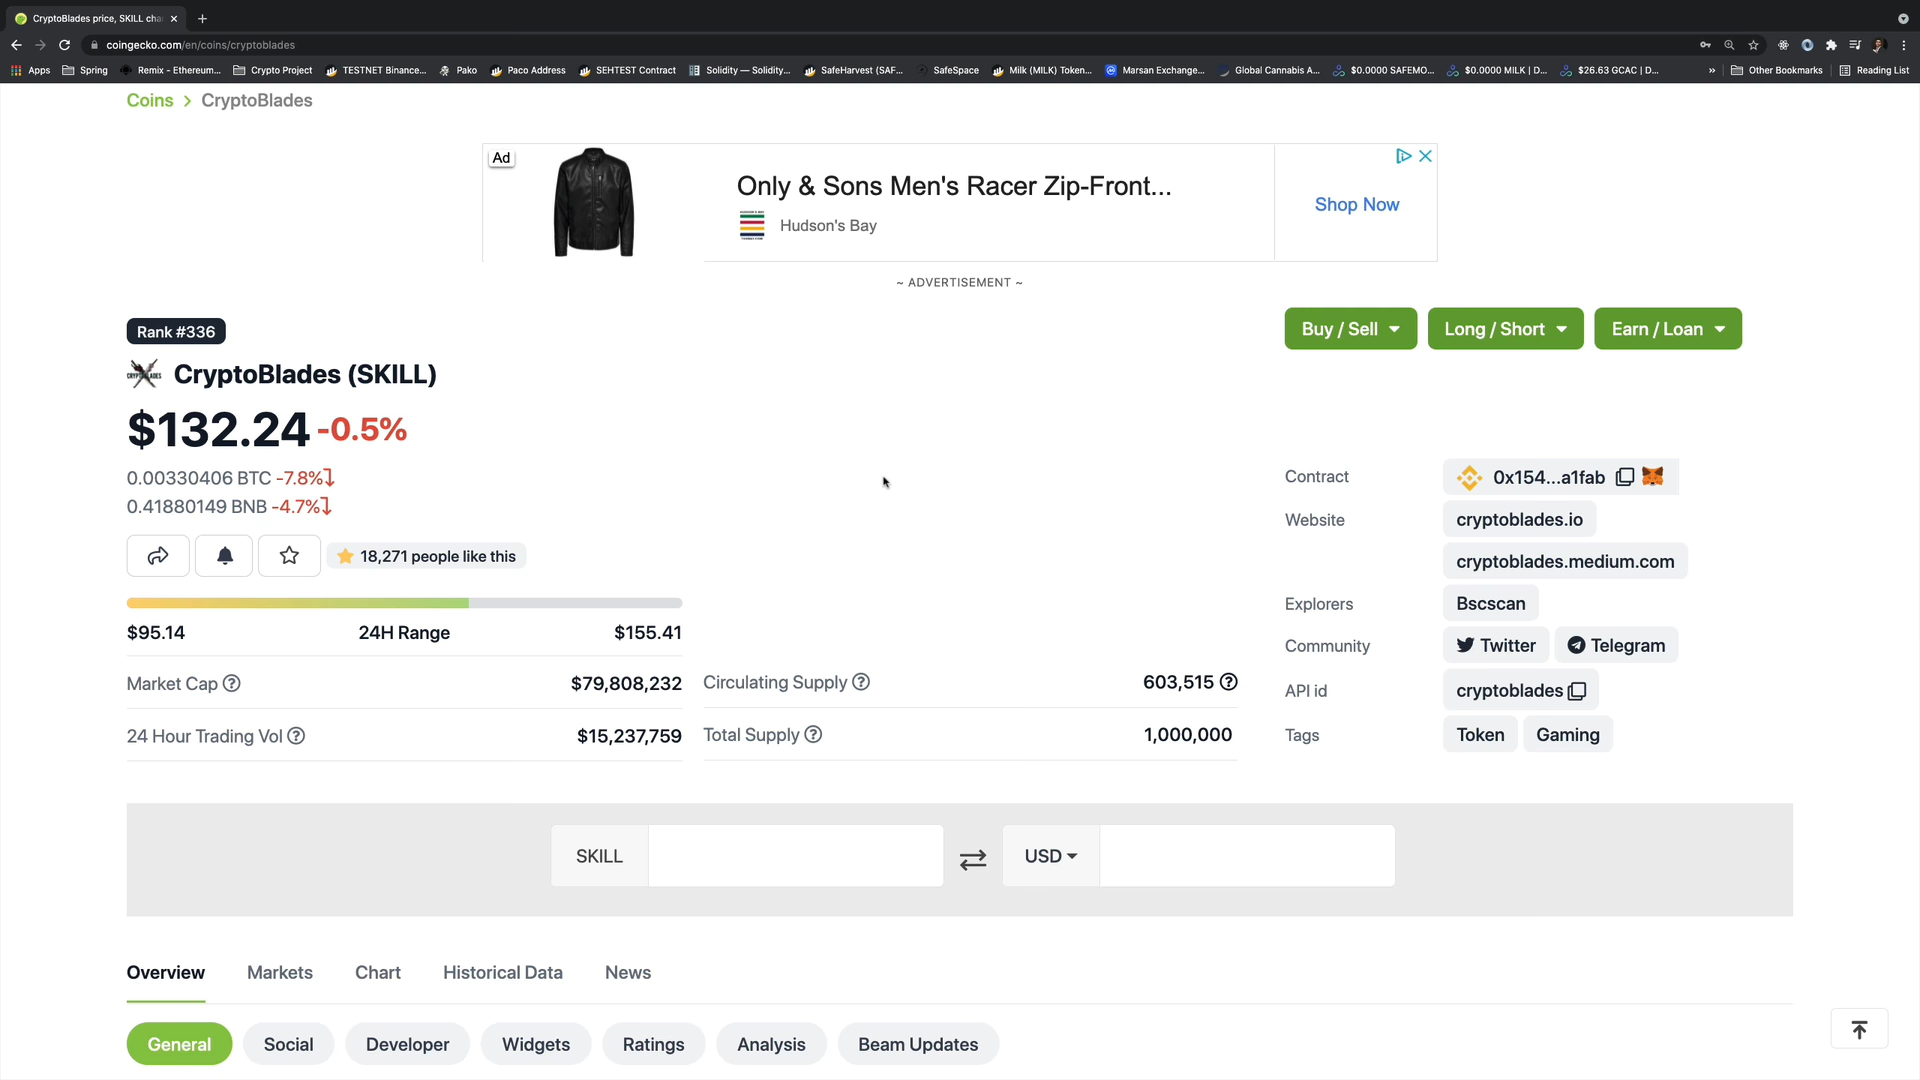 CryptoBlades price, SKILL cha
coingecko.com/en/coins/cryptoblades
Apps Spring Remix - Ethereum... Crypto Project TESTNET Binance... Pako Paco Address SEHTEST Contract Solidity — Solidity... SafeHarvest (SAF... SafeSpace Milk (MILK) Token... Marsan Exchange... Global Cannabis A... $0.0000 SAFEMO... $0.0000 MILK | D... $26.63 GCAC | D... » Other Bookmarks Reading List
Coins > CryptoBlades
Ad
Only & Sons Men's Racer Zip-Front...
Hudson's Bay
Shop Now
~ ADVERTISEMENT ~
Rank #336
Buy / Sell Long / Short Earn / Loan
CryptoBlades (SKILL)
$132.24 -0.5%
0.00330406 BTC -7.8%
0.41880149 BNB -4.7%
18,271 people like this
$95.14 24H Range $155.41
Market Cap $79,808,232
24 Hour Trading Vol $15,237,759
Circulating Supply 603,515
Total Supply 1,000,000
Contract 0x154...a1fab
Website cryptoblades.io
cryptoblades.medium.com
Explorers Bscscan
Community Twitter Telegram
API id cryptoblades
Tags Token Gaming
SKILL USD
Overview Markets Chart Historical Data News
General Social Developer Widgets Ratings Analysis Beam Updates